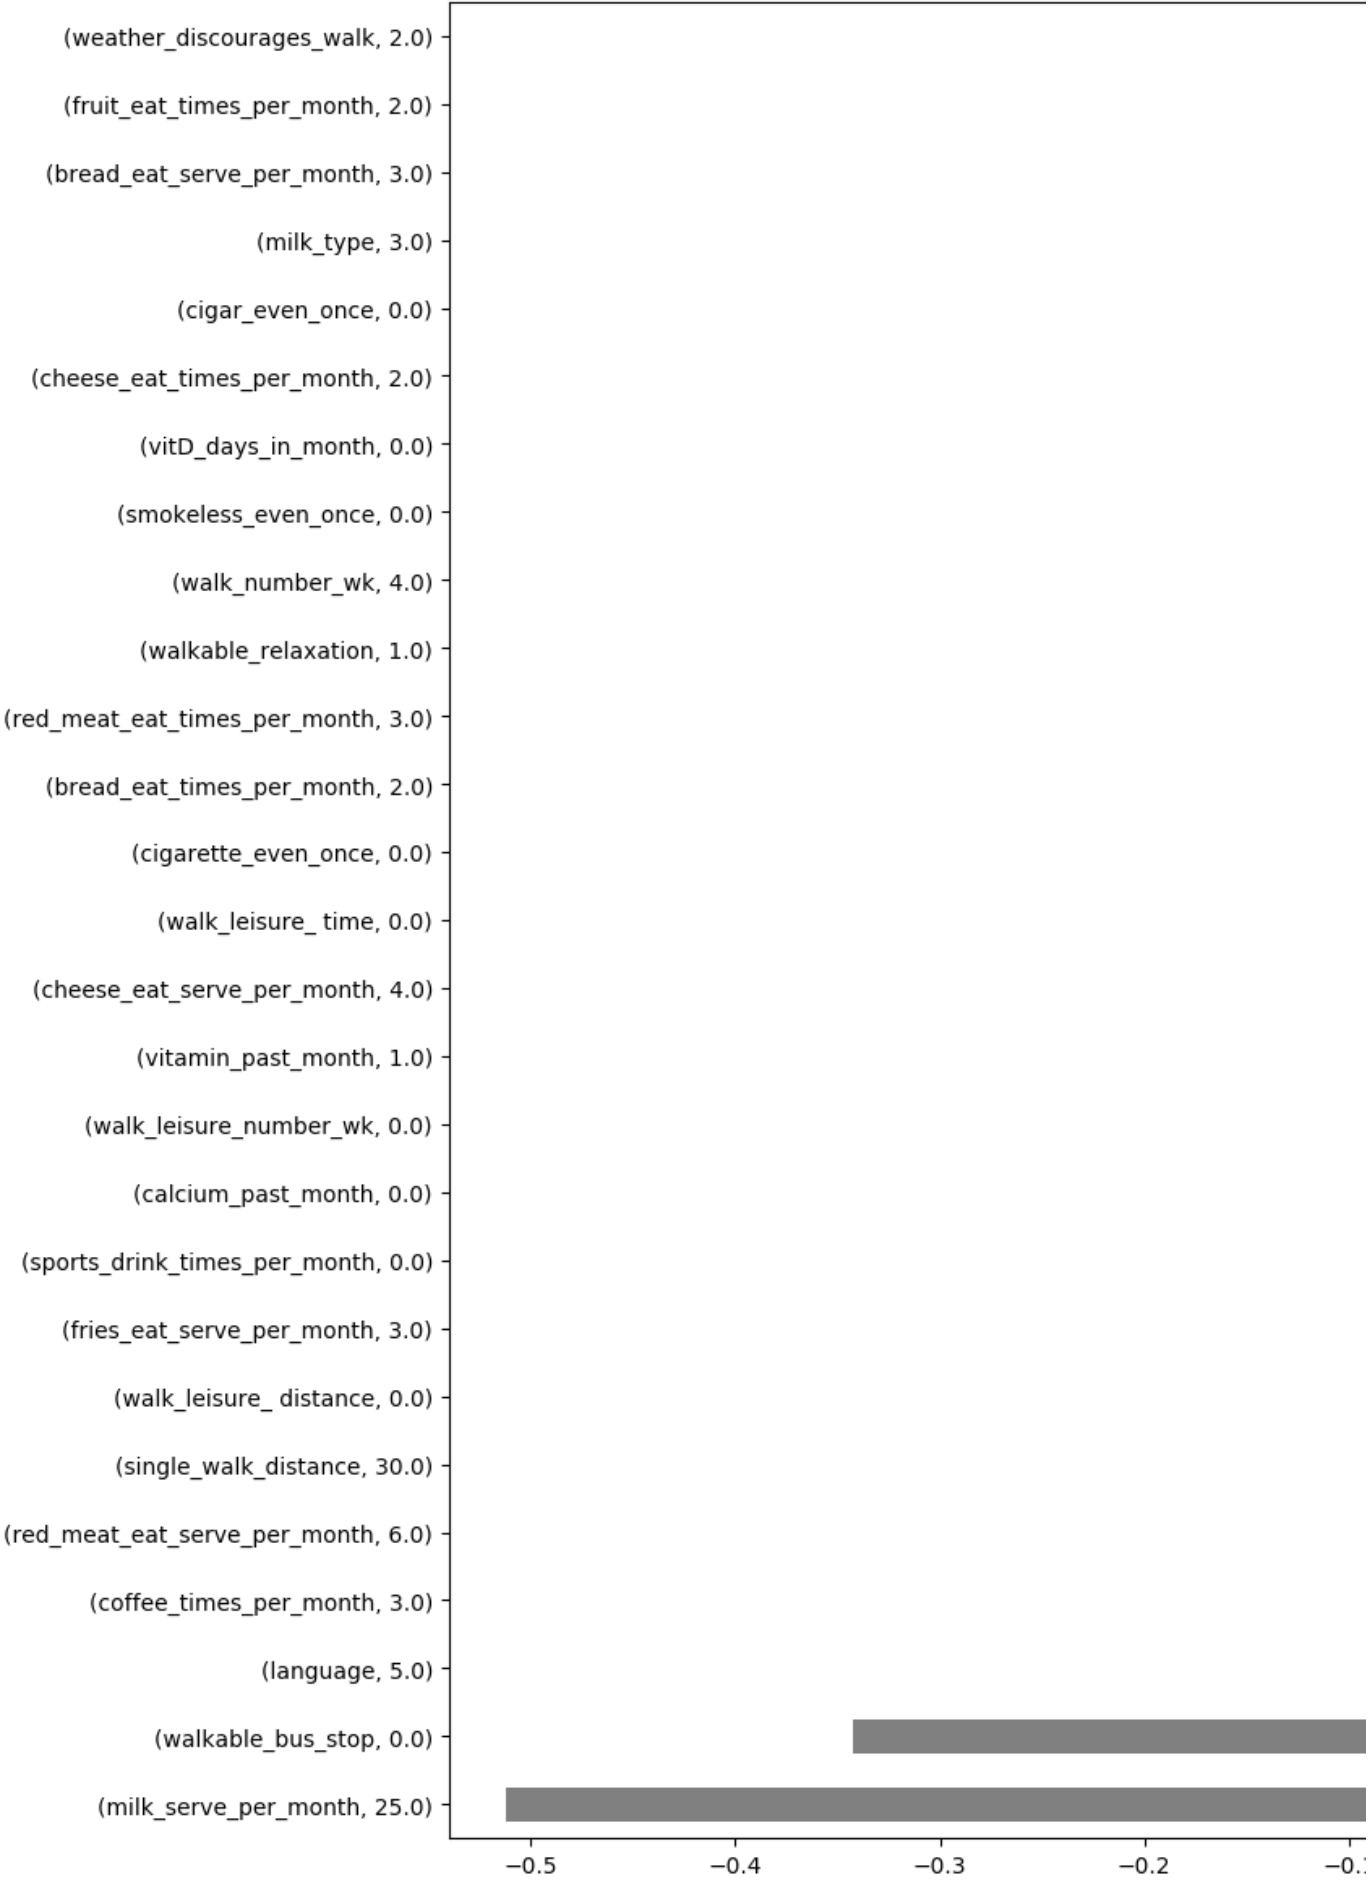 (weather_discourages_walk, 2.0)
(fruit_eat_times_per_month, 2.0)
(bread_eat_serve_per_month, 3.0)
(milk_type, 3.0)
(cigar_even_once, 0.0)
(cheese_eat_times_per_month, 2.0)
(vitD_days_in_month, 0.0)
(smokeless_even_once, 0.0)
(walk_number_wk, 4.0)
(walkable_relaxation, 1.0)
(red_meat_eat_times_per_month, 3.0)
(bread_eat_times_per_month, 2.0)
(cigarette_even_once, 0.0)
(walk_leisure_ time, 0.0)
(cheese_eat_serve_per_month, 4.0)
(vitamin_past_month, 1.0)
(walk_leisure_number_wk, 0.0)
(calcium_past_month, 0.0)
(sports_drink_times_per_month, 0.0)
(fries_eat_serve_per_month, 3.0)
(walk_leisure_ distance, 0.0)
(single_walk_distance, 30.0)
(red_meat_eat_serve_per_month, 6.0)
(coffee_times_per_month, 3.0)
(language, 5.0)
(walkable_bus_stop, 0.0)
(milk_serve_per_month, 25.0)
−0.5 −0.4 −0.3 −0.2